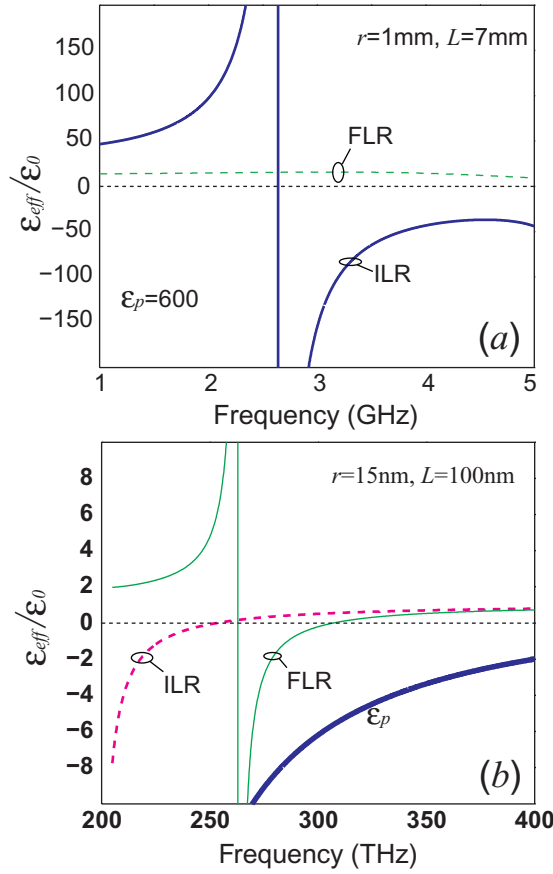 r=1mm, L=7mm
150
100
50
0
−50
−100
−150
εeff/ε0
FLR
ILR
εp=600
(a)
1 2 3 4 5
Frequency (GHz)
r=15nm, L=100nm
8
6
4
2
0
−2
−4
−6
−8
εeff/ε0
ILR
FLR
εp
(b)
200 250 300 350 400
Frequency (THz)